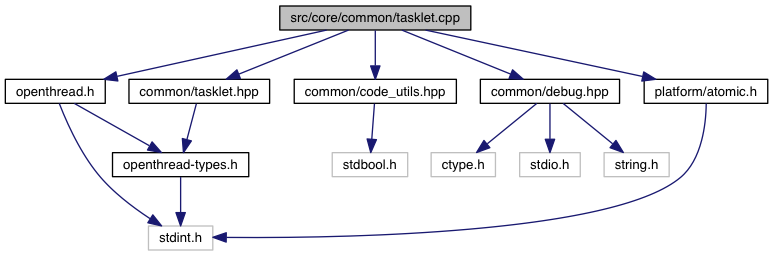 src/core/common/tasklet.cpp
openthread.h
common/tasklet.hpp
common/code_utils.hpp
common/debug.hpp
platform/atomic.h
openthread-types.h
stdbool.h
ctype.h
stdio.h
string.h
stdint.h